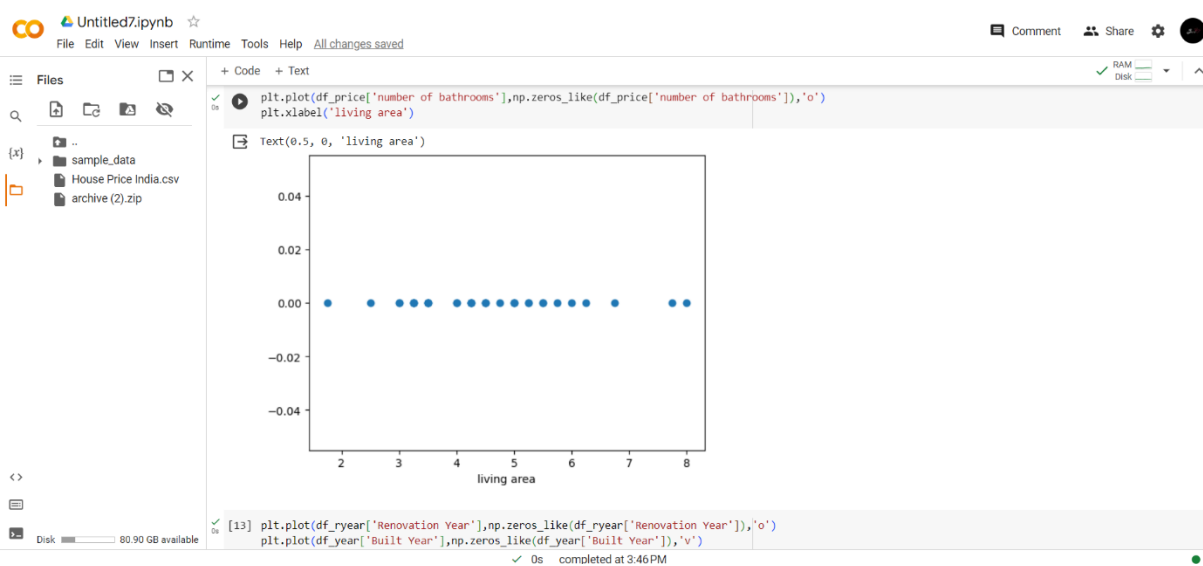 Untitled7.ipynb
Comment
Share
File Edit View Insert Runtime Tools Help All changes saved
Files
+ Code + Text
RAM
Disk
..
sample_data
House Price India.csv
archive (2).zip
{x}
<>
Disk 80.90 GB available
0s
plt.plot(df_price['number of bathrooms'],np.zeros_like(df_price['number of bathrooms']),'o')
plt.xlabel('living area')
Text(0.5, 0, 'living area')
0.04
0.02
0.00
−0.02
−0.04
2 3 4 5 6 7 8
living area
0s
[13] plt.plot(df_ryear['Renovation Year'],np.zeros_like(df_ryear['Renovation Year']),'o')
plt.plot(df_year['Built Year'],np.zeros_like(df_year['Built Year']),'v')
0s completed at 3:46 PM